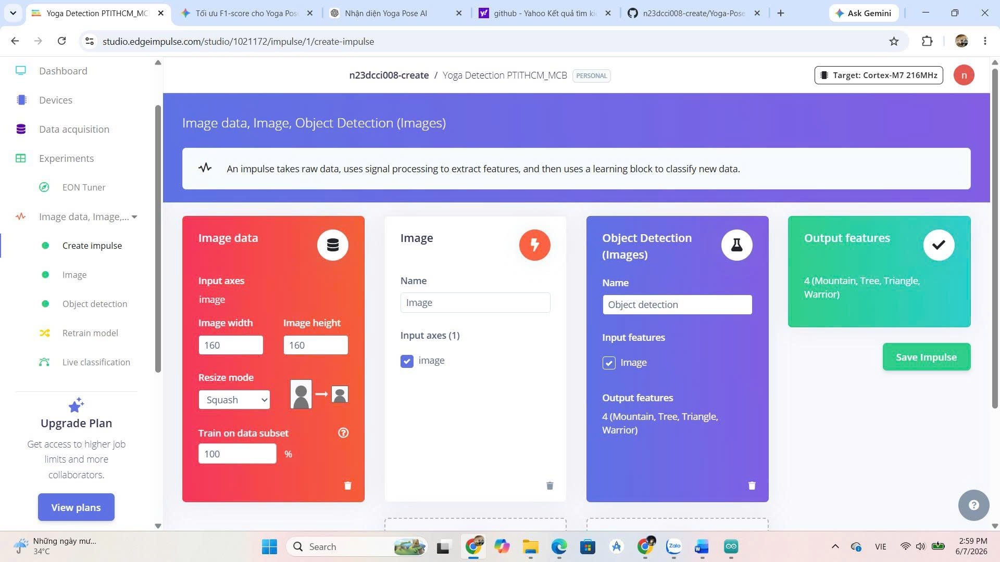 Yoga Detection PTITHCM_MC
Tối ưu F1-score cho Yoga Pos
Nhận diện Yoga Pose AI
github - Yahoo Kết quả tìm ki
n23dcci008-create/Yoga-Pose
Ask Gemini
studio.edgeimpulse.com/studio/1021172/impulse/1/create-impulse
Dashboard
Devices
Data acquisition
Experiments
EON Tuner
Image data, Image,...
Create impulse
Image
Object detection
Retrain model
Live classification
Upgrade Plan
Get access to higher job
limits and more
collaborators.
View plans
n23dcci008-create / Yoga Detection PTITHCM_MCB PERSONAL
Target: Cortex-M7 216MHz
n
Image data, Image, Object Detection (Images)
An impulse takes raw data, uses signal processing to extract features, and then uses a learning block to classify new data.
Image data
Input axes
image
Image width
Image height
160
160
Resize mode
Squash
Train on data subset
100
%
Image
Name
Image
Input axes (1)
image
Object Detection
(Images)
Name
Object detection
Input features
Image
Output features
4 (Mountain, Tree, Triangle,
Warrior)
Output features
4 (Mountain, Tree, Triangle,
Warrior)
Save Impulse
Những ngày mư...
34°C
Search
Zalo
VIE
2:59 PM
6/7/2026